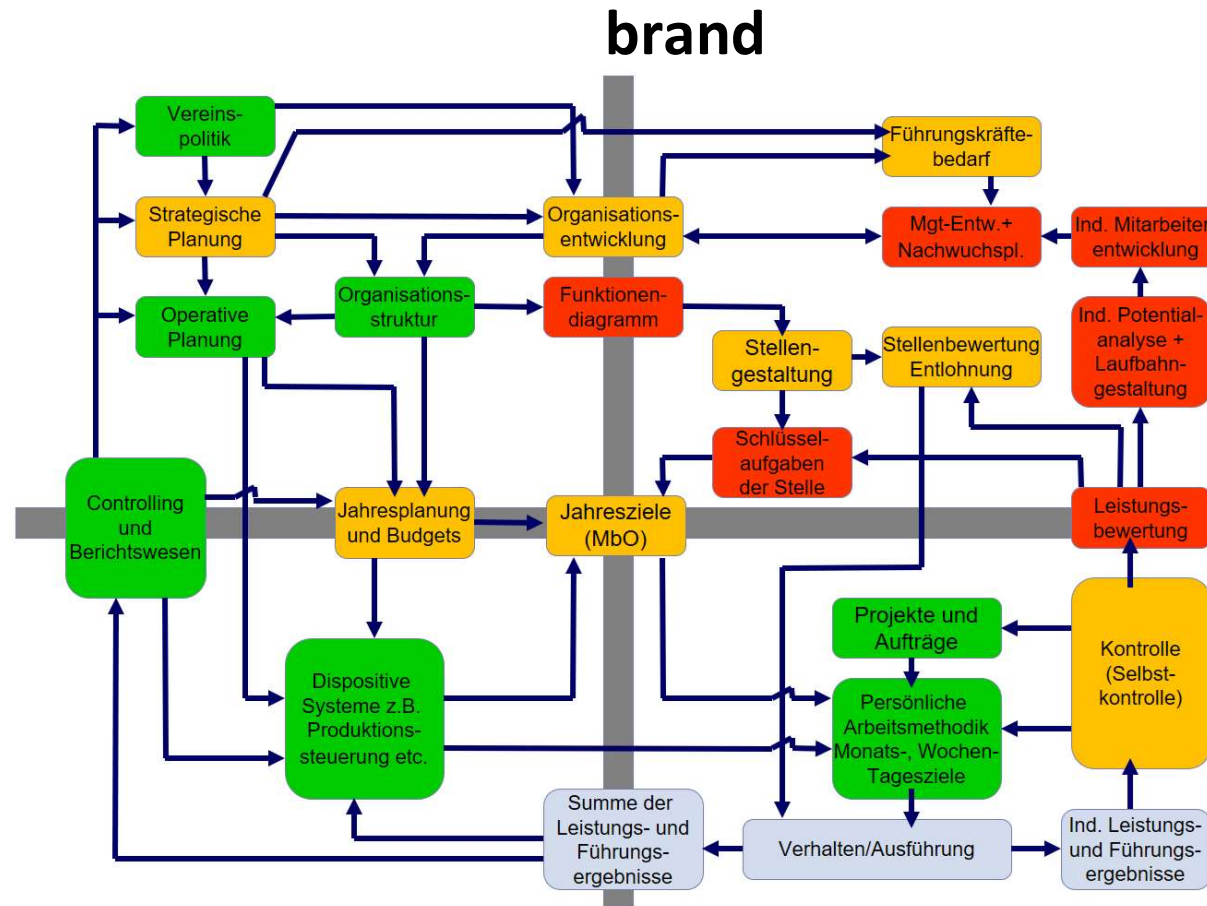 brand
Vereins-
politik
Führungskräfte-
bedarf
Strategische
Planung
Organisations-
entwicklung
Mgt-Entw.+
Nachwuchspl.
Ind. Mitarbeiter
entwicklung
Operative
Planung
Organisations-
struktur
Funktionen-
diagramm
Stellen-
gestaltung
Stellenbewertung
Entlohnung
Ind. Potential-
analyse +
Laufbahn-
gestaltung
Schlüssel-
aufgaben
der Stelle
Controlling
und
Berichtswesen
Jahresplanung
und Budgets
Jahresziele
(MbO)
Leistungs-
bewertung
Projekte und
Aufträge
Kontrolle
(Selbst-
kontrolle)
Dispositive
Systeme z.B.
Produktions-
steuerung etc.
Persönliche
Arbeitsmethodik
Monats-, Wochen-
Tagesziele
Summe der
Leistungs- und
Führungs-
ergebnisse
Verhalten/Ausführung
Ind. Leistungs-
und Führungs-
ergebnisse